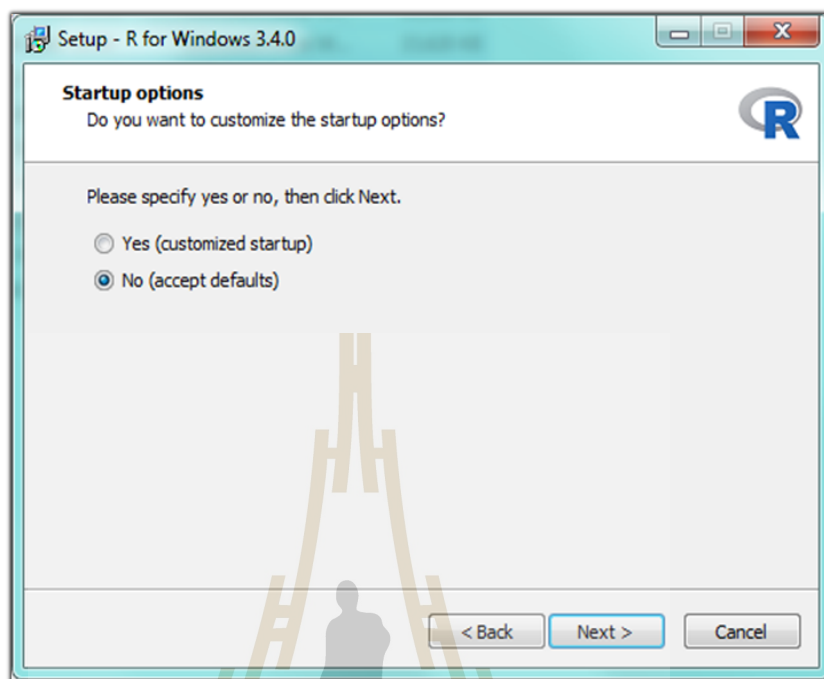 Setup - R for Windows 3.4.0
Startup options
Do you want to customize the startup options?
R
Please specify yes or no, then click Next.
Yes (customized startup)
No (accept defaults)
< Back
Next >
Cancel